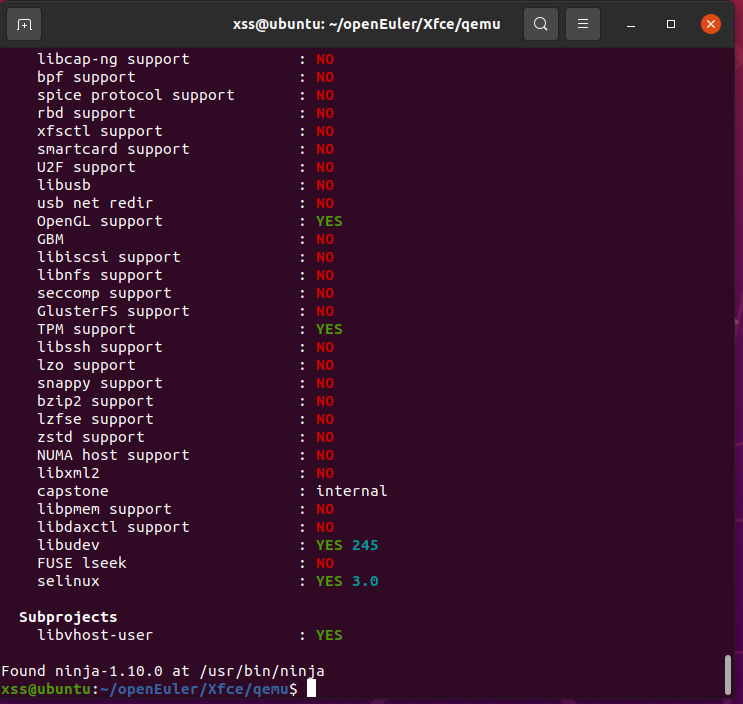 xss@ubuntu: ~/openEuler/Xfce/qemu
libcap-ng support : NO
bpf support : NO
spice protocol support : NO
rbd support : NO
xfsctl support : NO
smartcard support : NO
U2F support : NO
libusb : NO
usb net redir : NO
OpenGL support : YES
GBM : NO
libiscsi support : NO
libnfs support : NO
seccomp support : NO
GlusterFS support : NO
TPM support : YES
libssh support : NO
lzo support : NO
snappy support : NO
bzip2 support : NO
lzfse support : NO
zstd support : NO
NUMA host support : NO
libxml2 : NO
capstone : internal
libpmem support : NO
libdaxctl support : NO
libudev : YES 245
FUSE lseek : NO
selinux : YES 3.0
Subprojects
libvhost-user : YES
Found ninja-1.10.0 at /usr/bin/ninja
xss@ubuntu:~/openEuler/Xfce/qemu$